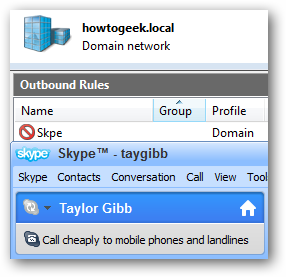 howtogeek.local
Domain network
Outbound Rules
Name Group Profile
Skpe Domain
skype Skype™ - taygibb
Skype Contacts Conversation Call View Tool
Taylor Gibb
Call cheaply to mobile phones and landlines